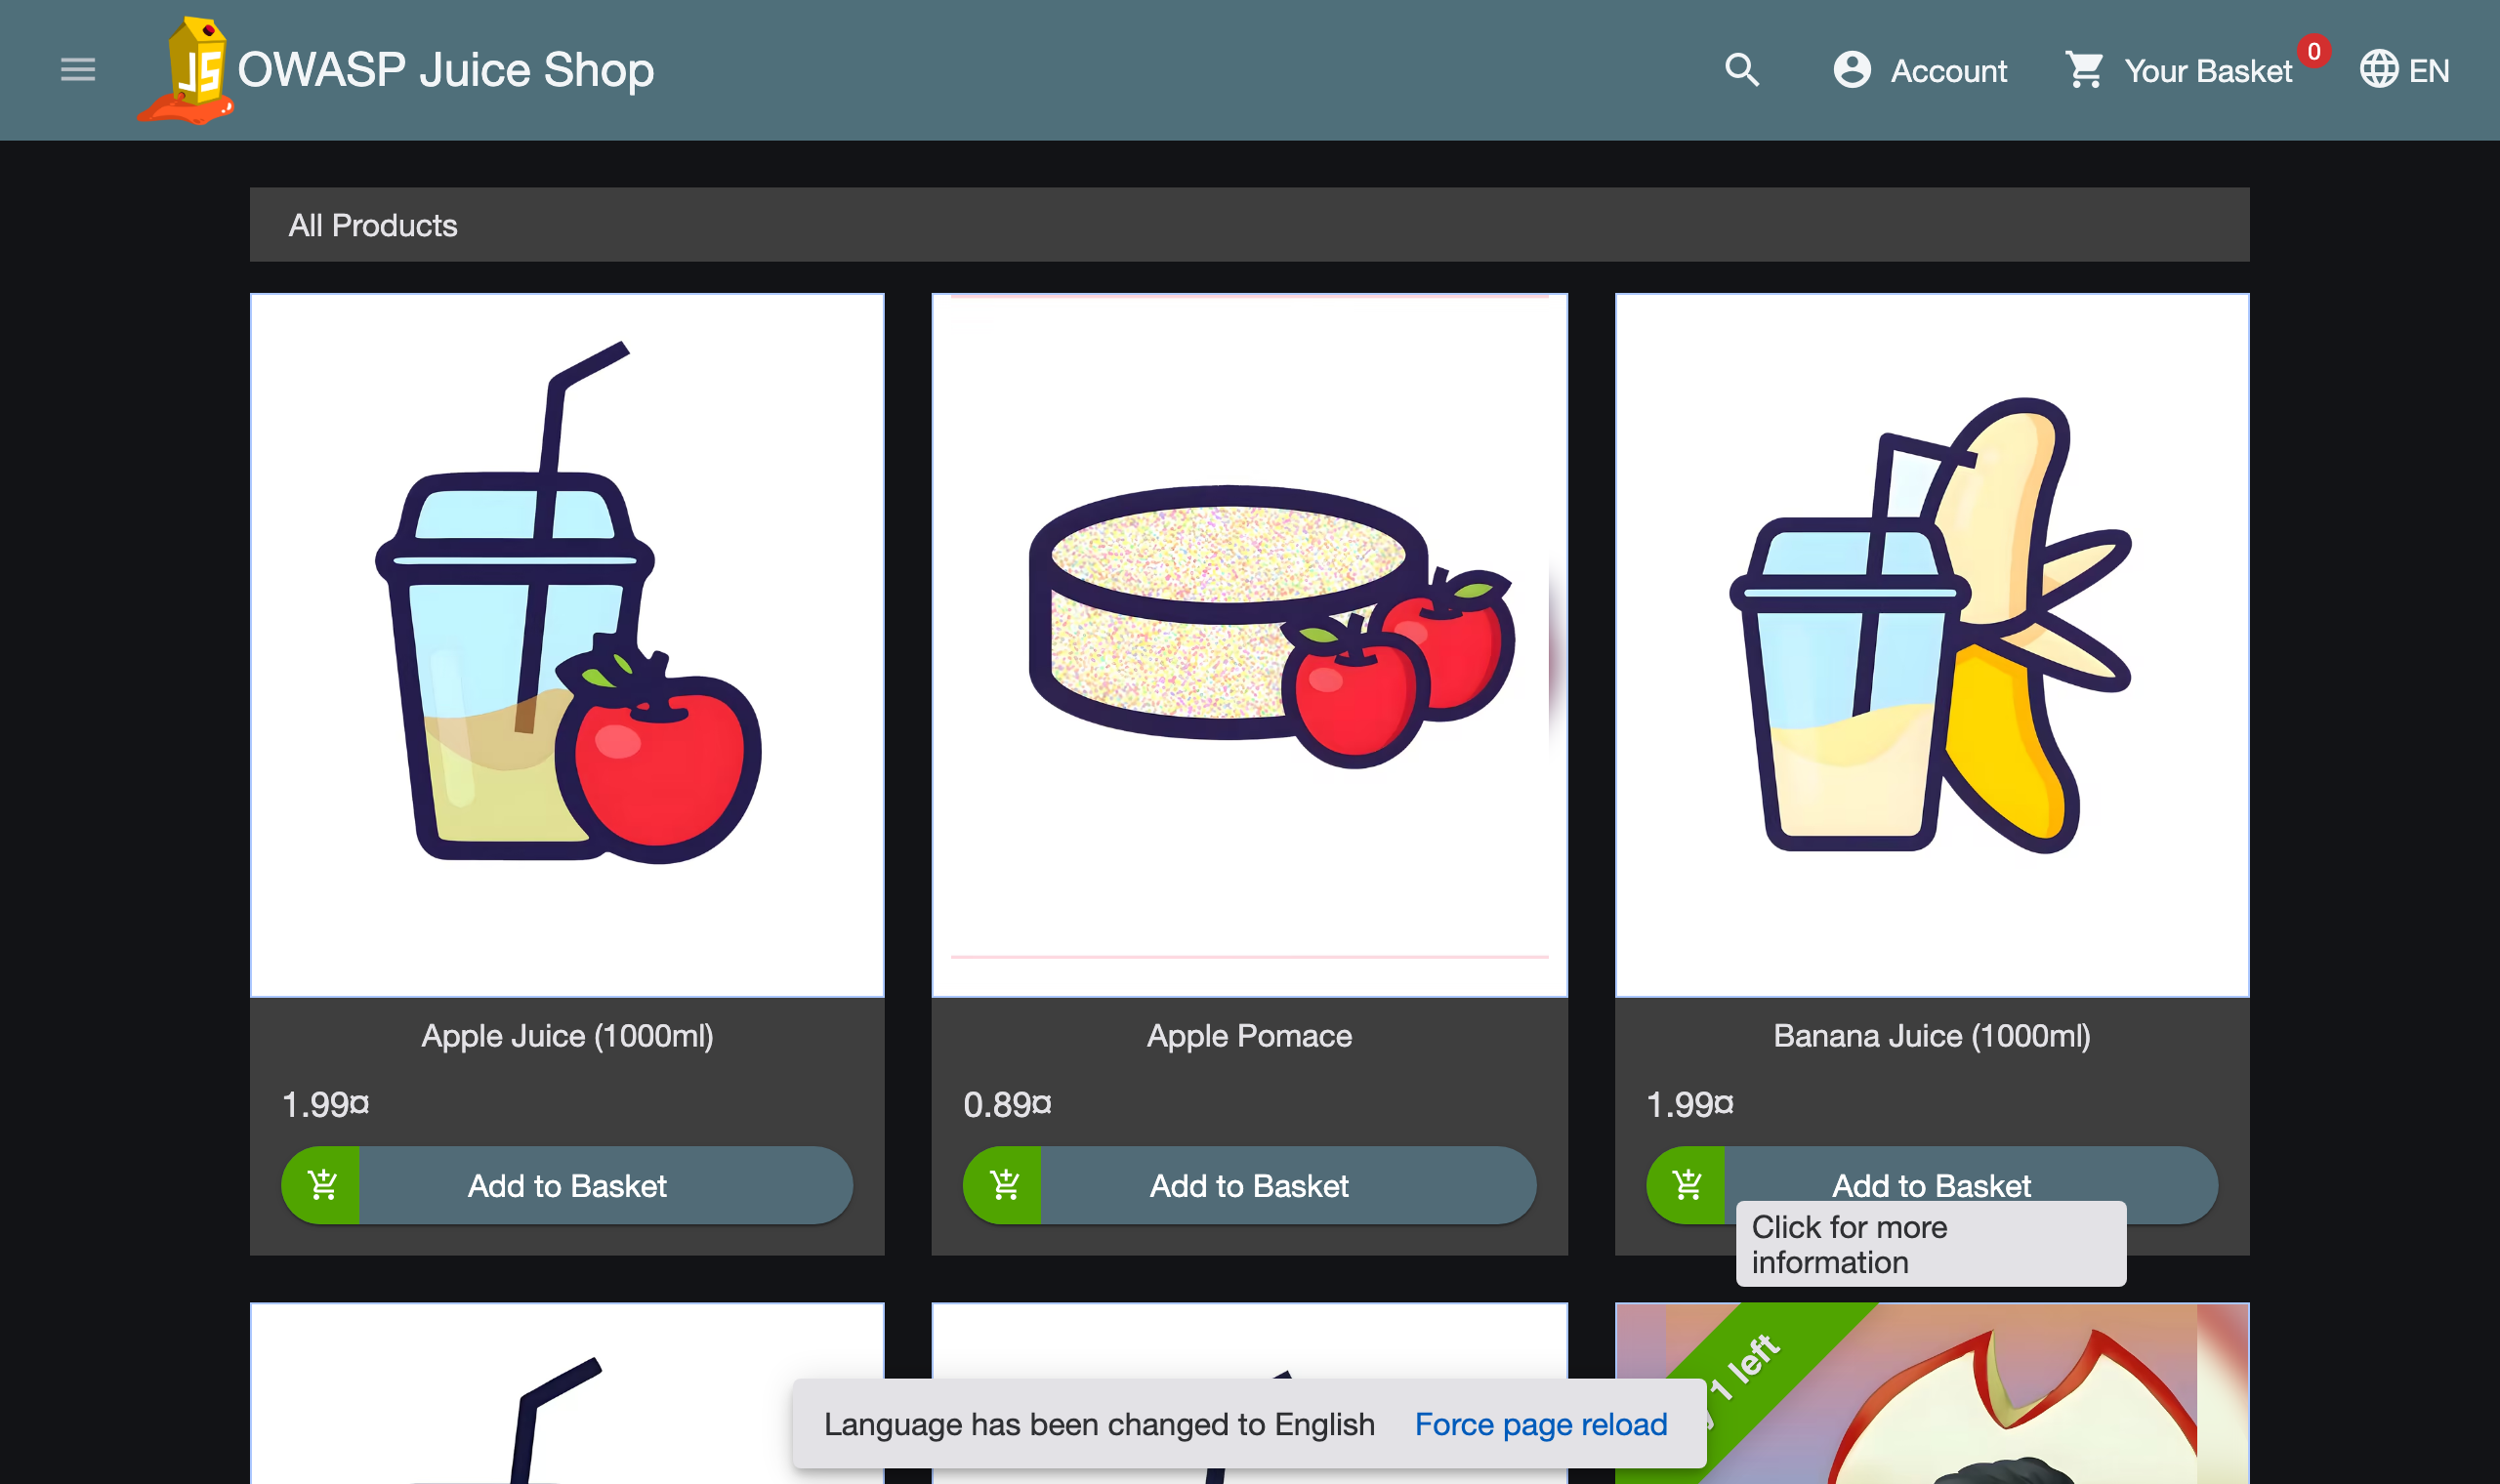 JS
OWASP Juice Shop
Account
Your Basket
0
EN
All Products
Apple Juice (1000ml)
Apple Pomace
Banana Juice (1000ml)
1.99¤
0.89¤
1.99¤
Add to Basket
Add to Basket
Add to Basket
Click for more
information
1 left
Language has been changed to English
Force page reload